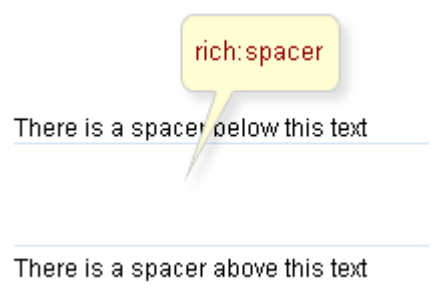 rich:spacer
There is a spacer below this text
There is a spacer above this text